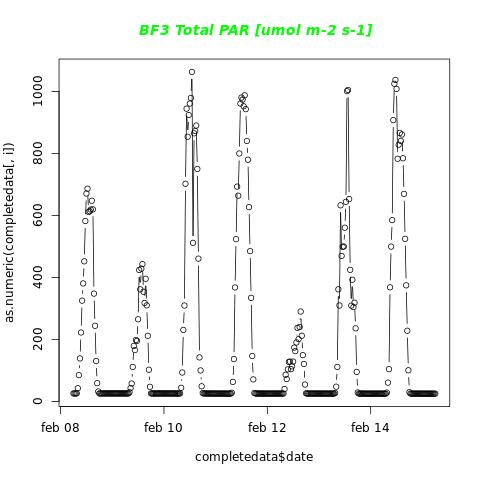 BF3 Total PAR [umol m-2 s-1]
as.numeric(completedata[, i])
1000
800
600
400
200
0
feb 08 feb 10 feb 12 feb 14
completedata$date